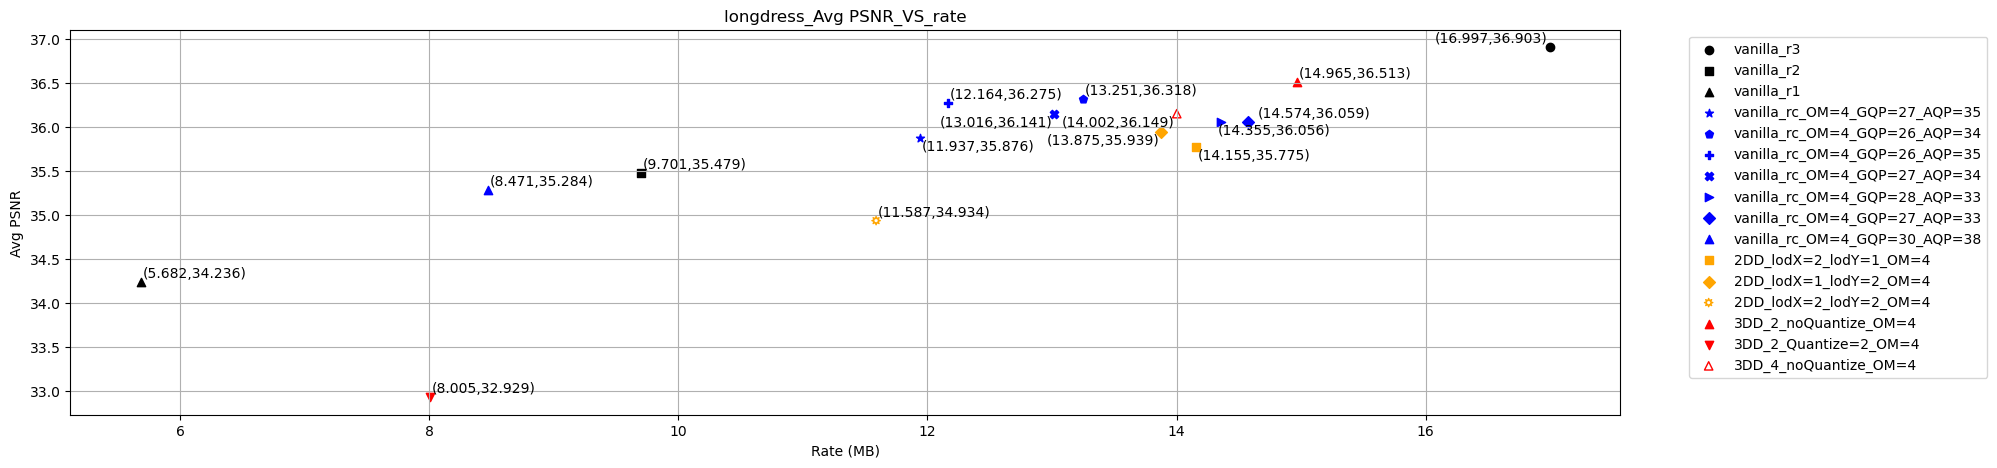 longdress_Avg PSNR_VS_rate
Avg PSNR
37.0
36.5
36.0
35.5
35.0
34.5
34.0
33.5
33.0
(16.997,36.903)
(14.965,36.513)
(12.164,36.275)
(13.251,36.318)
(13.016,36.141)
(14.002,36.149)
(14.574,36.059)
(14.355,36.056)
(11.937,35.876)
(13.875,35.939)
(14.155,35.775)
(9.701,35.479)
(8.471,35.284)
(11.587,34.934)
(5.682,34.236)
(8.005,32.929)
6 8 10 12 14 16
Rate (MB)
vanilla_r3
vanilla_r2
vanilla_r1
vanilla_rc_OM=4_GQP=27_AQP=35
vanilla_rc_OM=4_GQP=26_AQP=34
vanilla_rc_OM=4_GQP=26_AQP=35
vanilla_rc_OM=4_GQP=27_AQP=34
vanilla_rc_OM=4_GQP=28_AQP=33
vanilla_rc_OM=4_GQP=27_AQP=33
vanilla_rc_OM=4_GQP=30_AQP=38
2DD_lodX=2_lodY=1_OM=4
2DD_lodX=1_lodY=2_OM=4
2DD_lodX=2_lodY=2_OM=4
3DD_2_noQuantize_OM=4
3DD_2_Quantize=2_OM=4
3DD_4_noQuantize_OM=4